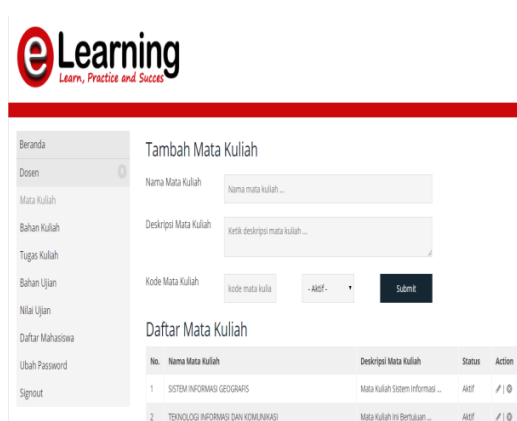 e Learning
Learn, Practice and Succes
Beranda
Dosen
Mata Kuliah
Bahan Kuliah
Tugas Kuliah
Bahan Ujian
Nilai Ujian
Daftar Mahasiswa
Ubah Password
Signout
Tambah Mata Kuliah
Nama Mata Kuliah
Nama mata kuliah ...
Deskripsi Mata Kuliah
Ketik deskripsi mata kuliah ...
Kode Mata Kuliah
kode mata kulia
- Aktif -
Submit
Daftar Mata Kuliah
No. Nama Mata Kuliah Deskripsi Mata Kuliah Status Action
1 SISTEM INFORMASI GEOGRAFIS Mata Kuliah Sistem Informasi ... Aktif |
2 TEKNOLOGI INFORMASI DAN KOMUNIKASI Mata Kuliah Ini Bertujuan ... Aktif |